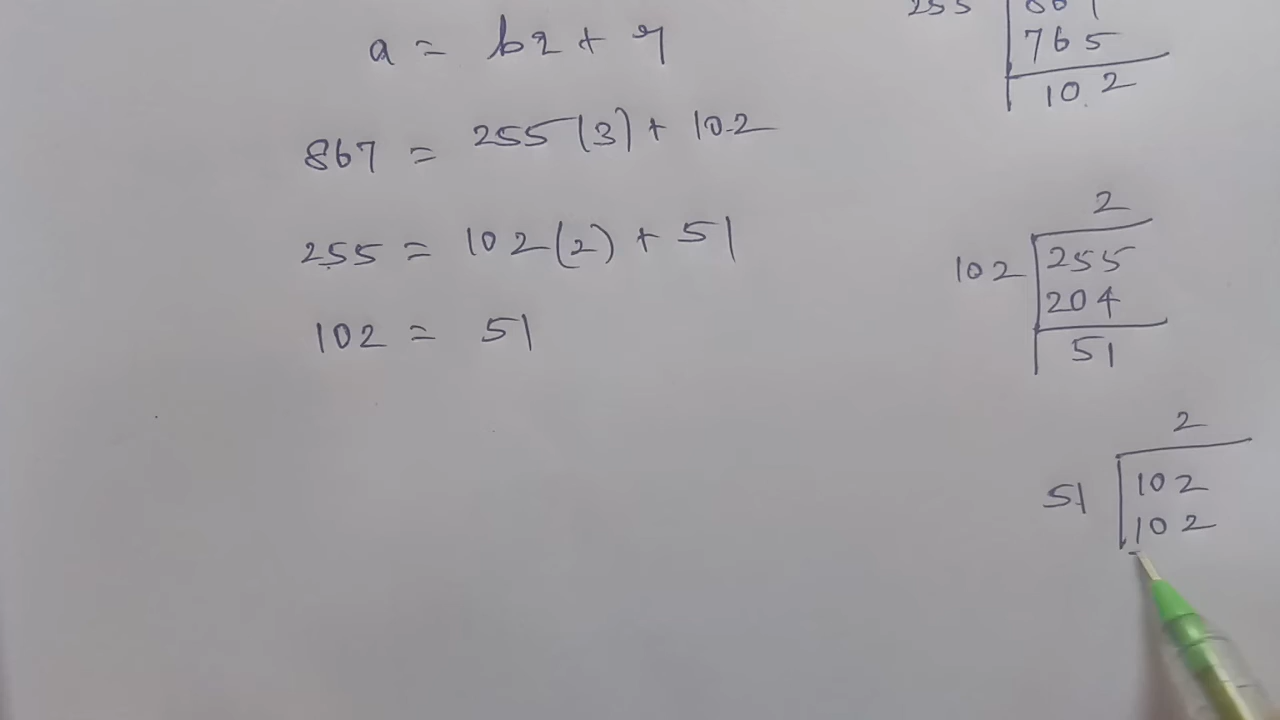 a = bq + r
867 = 255 (3) + 102
255 = 102 (2) + 51
102 = 51
255
765
102
2
102 255
204
51
2
51 102
102